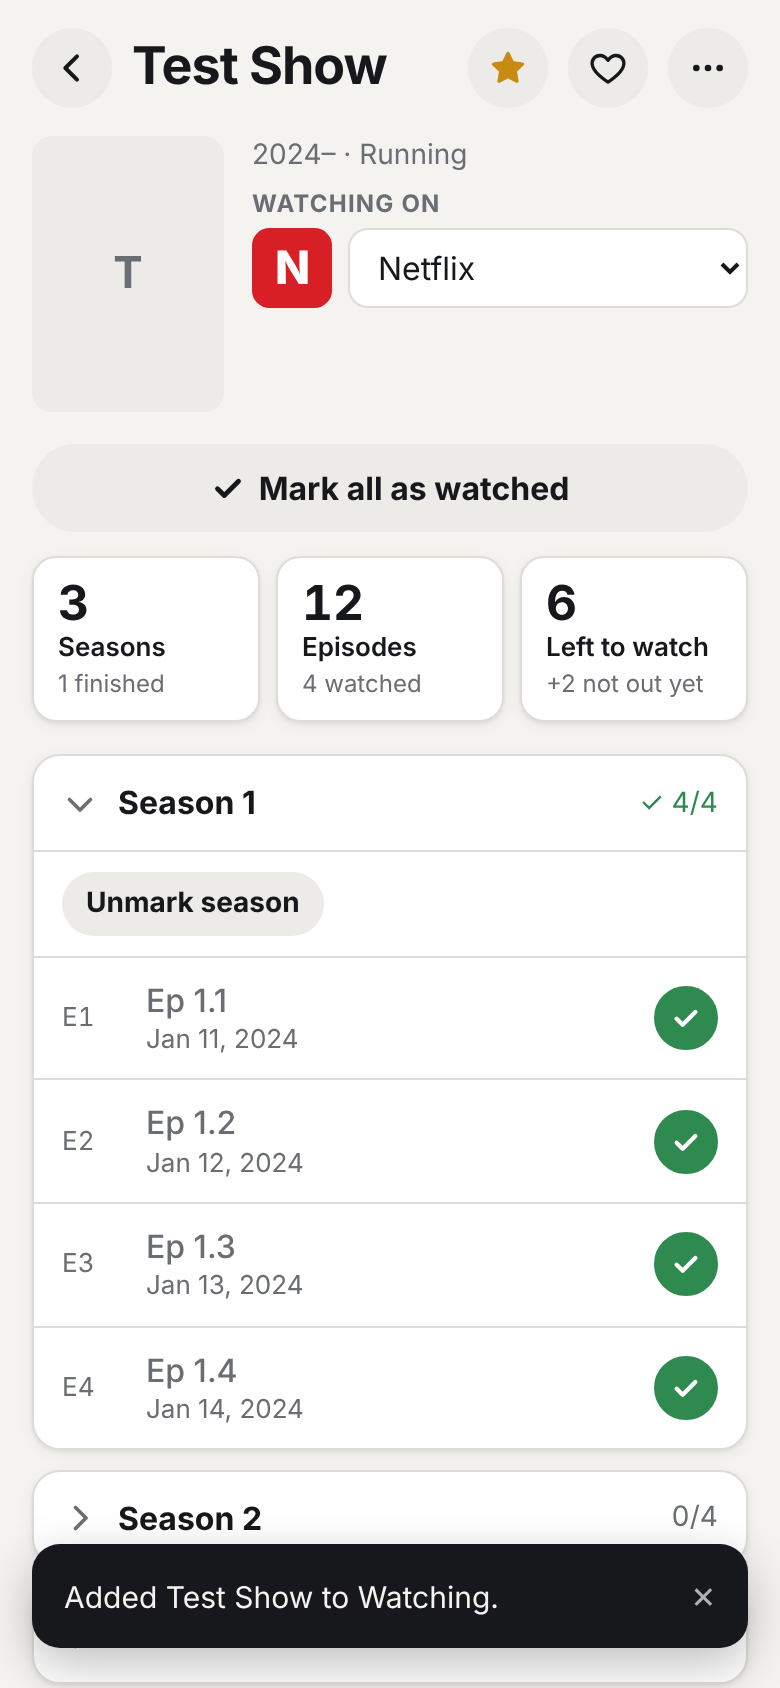 Test Show
2024– · Running
WATCHING ON
T
N
Netflix
Mark all as watched
3
Seasons
1 finished
12
Episodes
4 watched
6
Left to watch
+2 not out yet
Season 1
4/4
Unmark season
E1
Ep 1.1
Jan 11, 2024
E2
Ep 1.2
Jan 12, 2024
E3
Ep 1.3
Jan 13, 2024
E4
Ep 1.4
Jan 14, 2024
Season 2
0/4
Added Test Show to Watching.